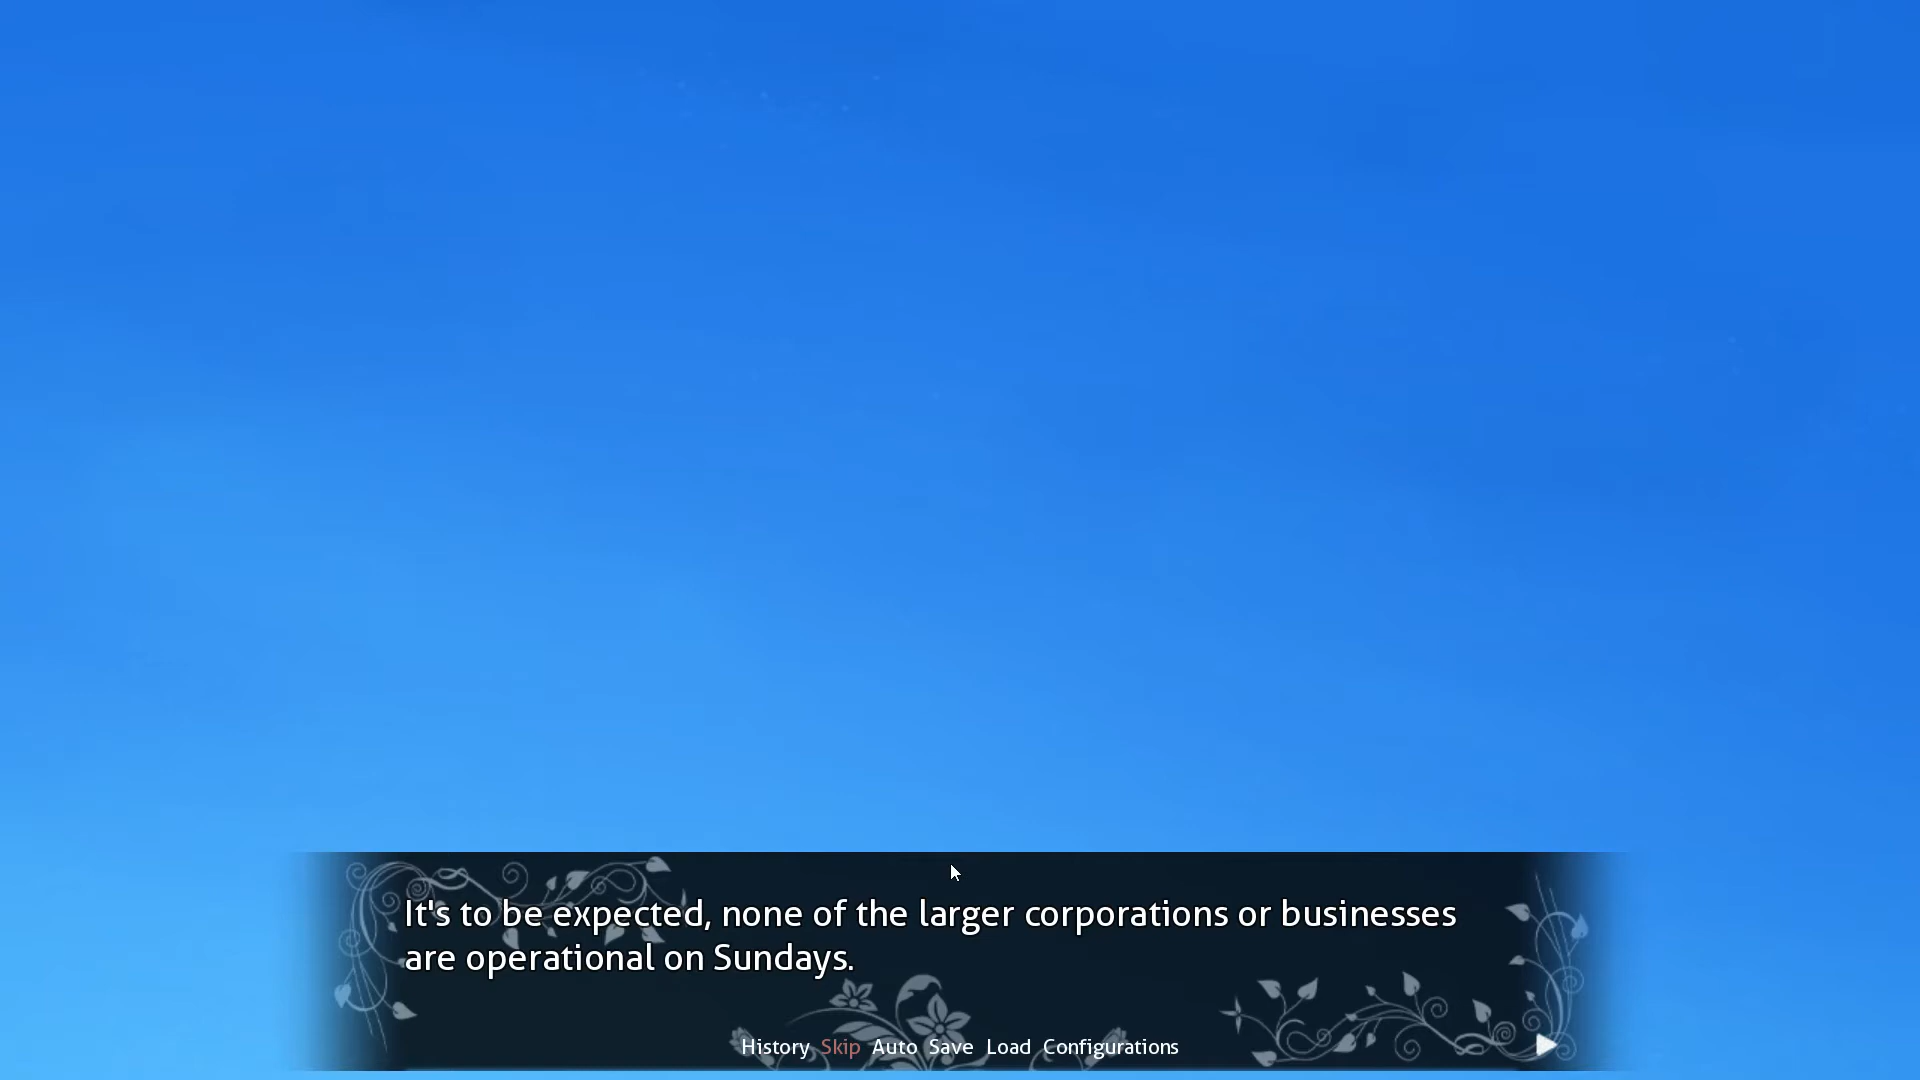 It's to be expected, none of the larger corporations or businesses
are operational on Sundays.
History Skip Auto Save Load Configurations